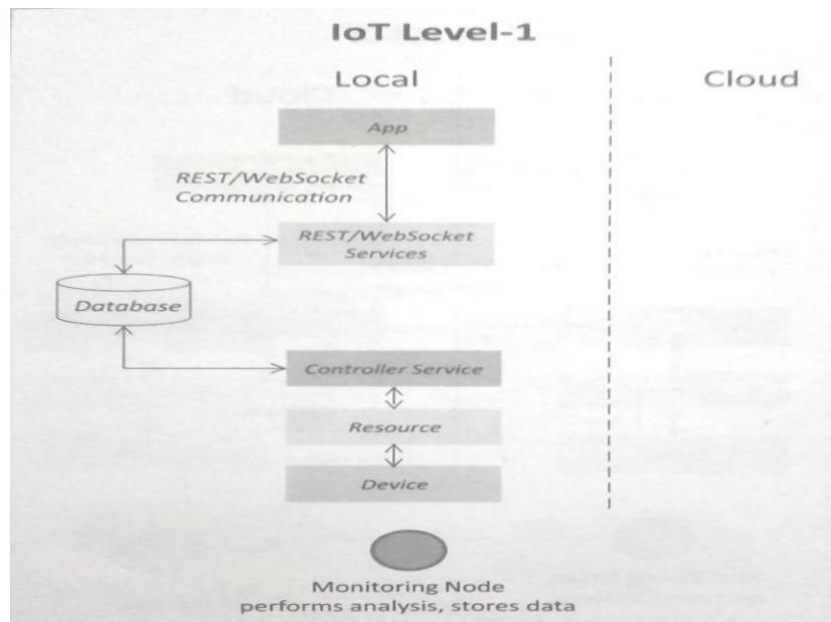 IoT Level-1
Local
Cloud
App
REST/WebSocket
Communication
REST/WebSocket
Services
Database
Controller Service
Resource
Device
Monitoring Node
performs analysis, stores data